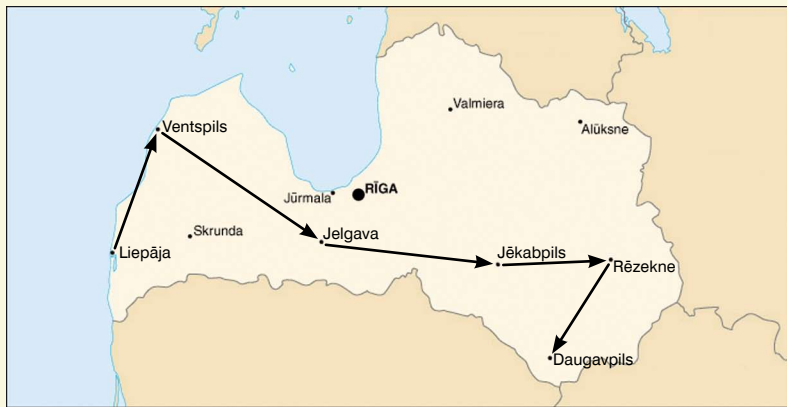 Valmiera
Ventspils
Alūksne
Jūrmala
RĪGA
Skrunda
Jelgava
Liepāja
Jēkabpils
Rēzekne
Daugavpils